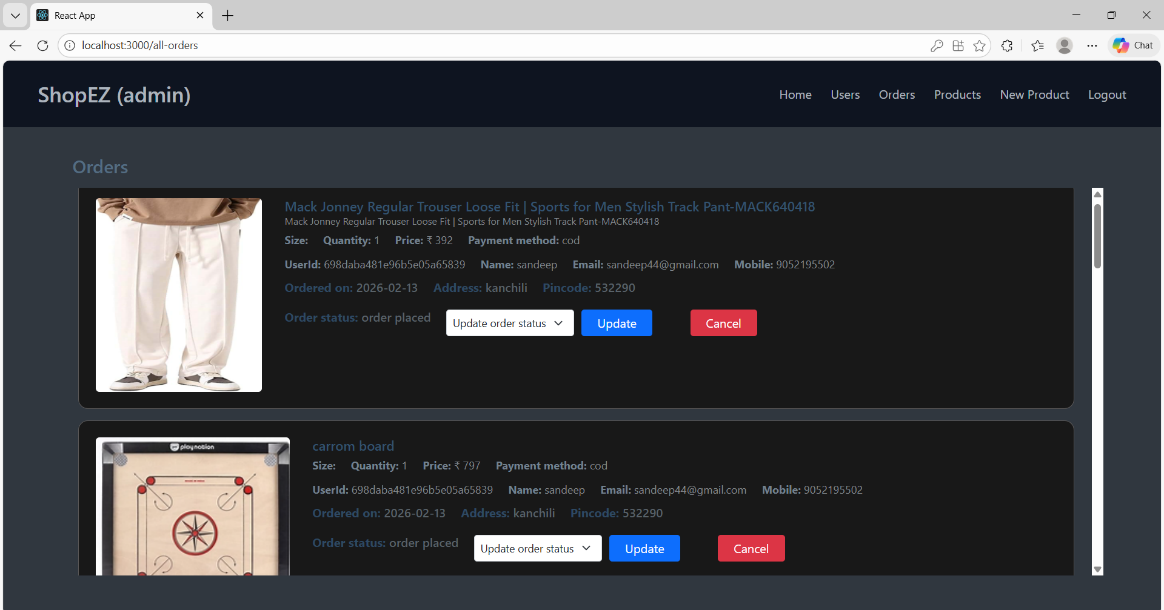 React App
localhost:3000/all-orders
Chat
ShopEZ (admin)
Home Users Orders Products New Product Logout
Orders
Mack Jonney Regular Trouser Loose Fit | Sports for Men Stylish Track Pant-MACK640418
Mack Jonney Regular Trouser Loose Fit | Sports for Men Stylish Track Pant-MACK640418
Size: Quantity: 1 Price: ₹ 392 Payment method: cod
UserId: 698daba481e96b5e05a65839 Name: sandeep Email: sandeep44@gmail.com Mobile: 9052195502
Ordered on: 2026-02-13 Address: kanchili Pincode: 532290
Order status: order placed Update order status Update Cancel
playnation
carrom board
Size: Quantity: 1 Price: ₹ 797 Payment method: cod
UserId: 698daba481e96b5e05a65839 Name: sandeep Email: sandeep44@gmail.com Mobile: 9052195502
Ordered on: 2026-02-13 Address: kanchili Pincode: 532290
Order status: order placed Update order status Update Cancel